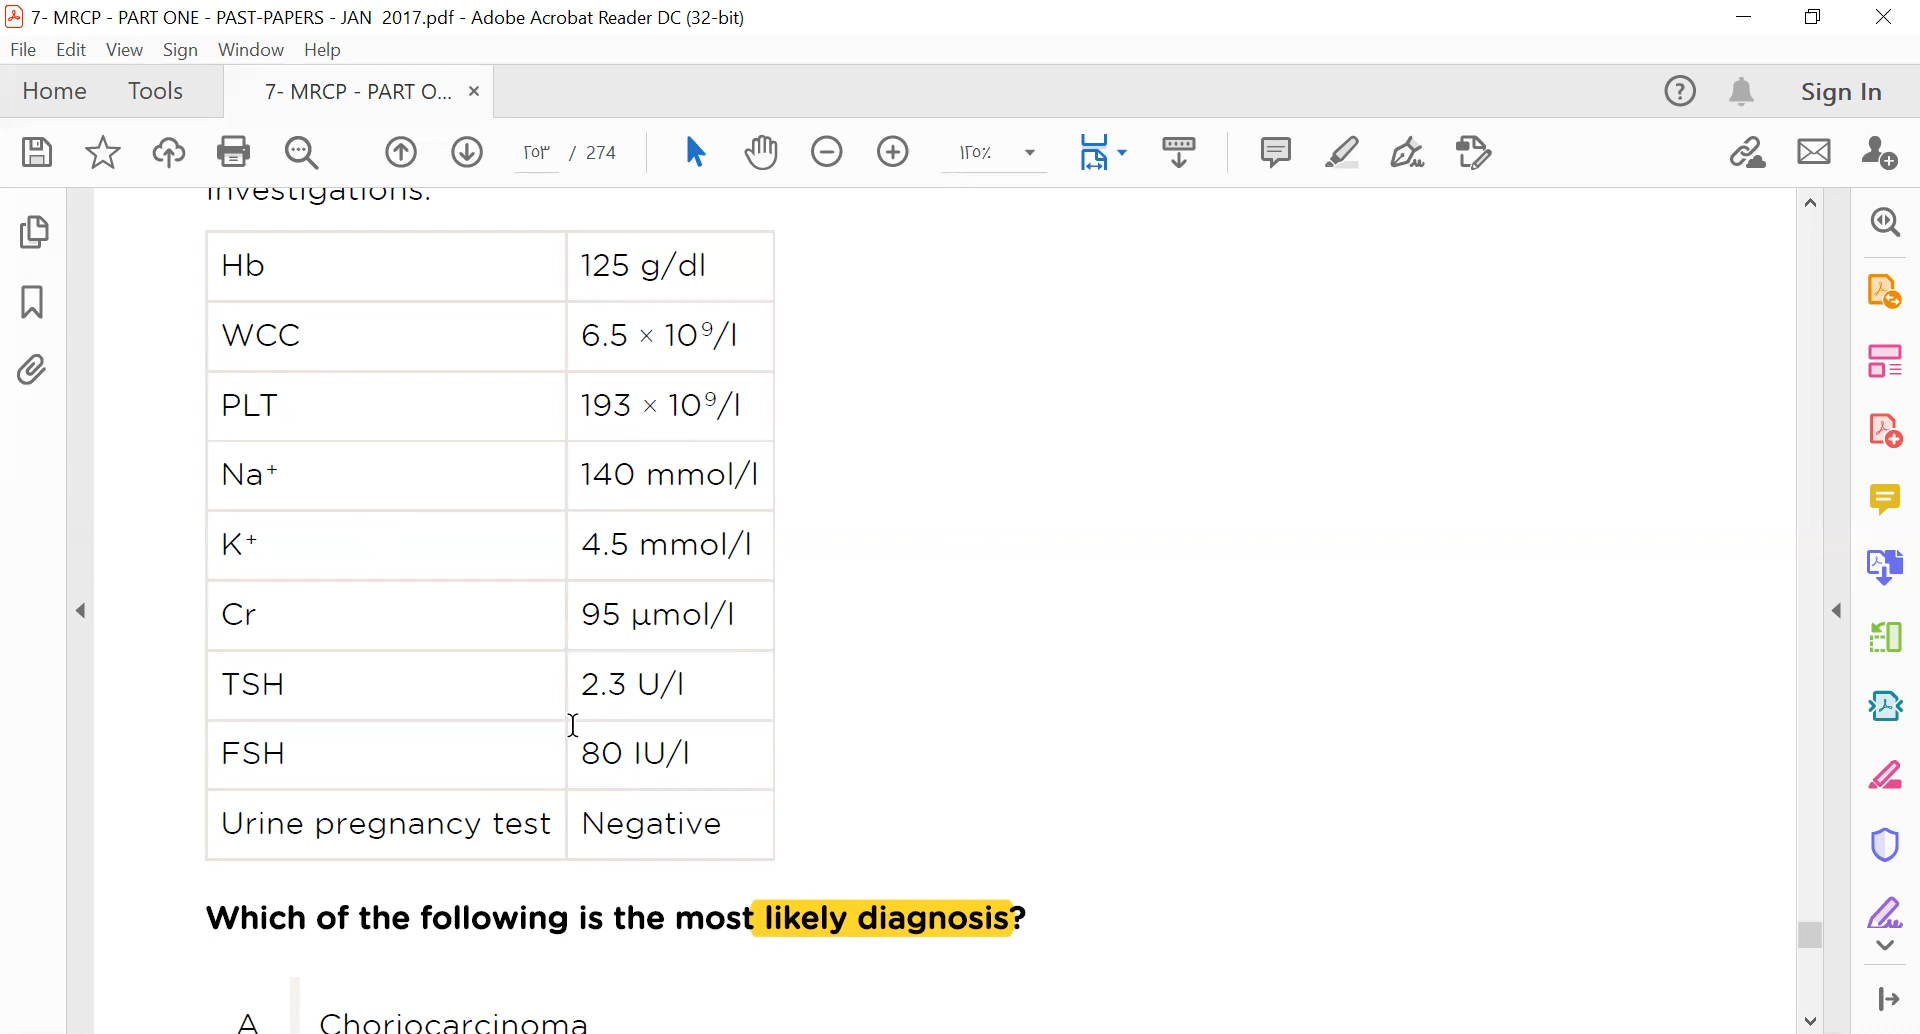 7- MRCP - PART ONE - PAST-PAPERS - JAN 2017.pdf - Adobe Acrobat Reader DC (32-bit)
File Edit View Sign Window Help
Home Tools 7- MRCP - PART O... × Sign In
٢٥٣ / 274 ١٢٥٪
investigations.
Hb 125 g/dl
WCC 6.5 × 10⁹/l
PLT 193 × 10⁹/l
Na⁺ 140 mmol/l
K⁺ 4.5 mmol/l
Cr 95 µmol/l
TSH 2.3 U/l
FSH 80 IU/l
Urine pregnancy test Negative
Which of the following is the most likely diagnosis?
A Choriocarcinoma